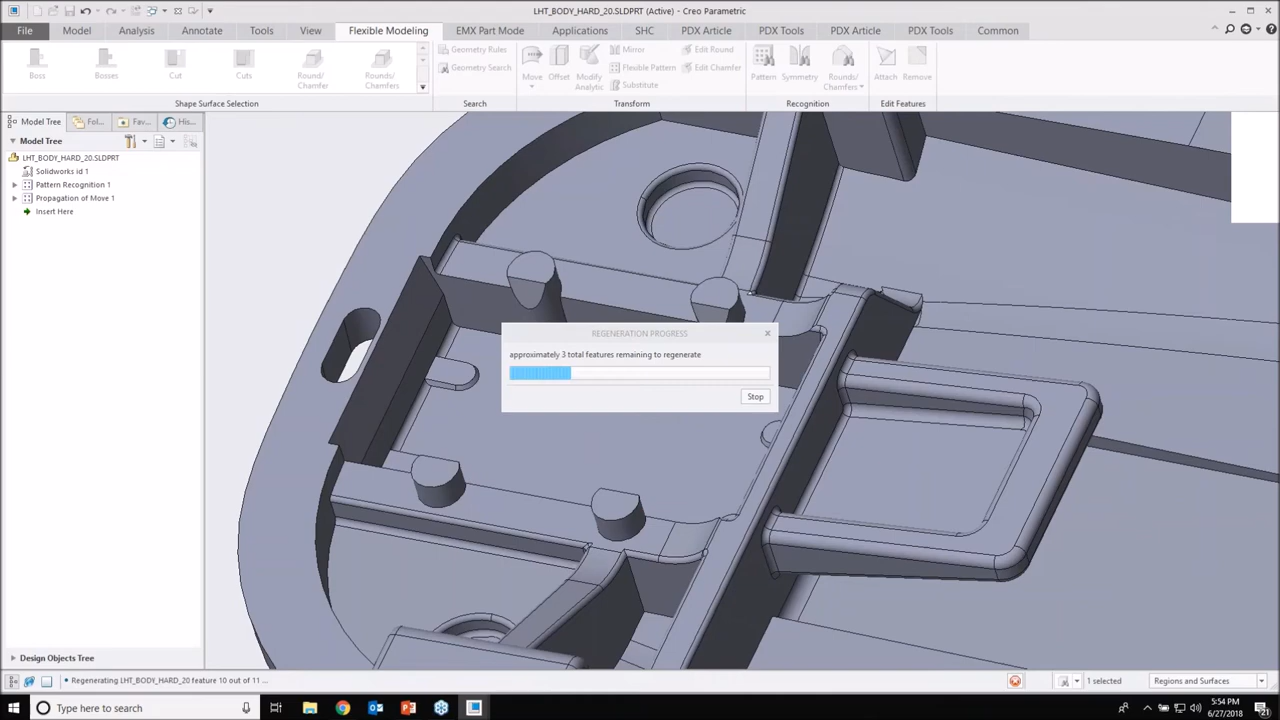 LHT_BODY_HARD_20.SLDPRT (Active) - Creo Parametric
File Model Analysis Annotate Tools View Flexible Modeling EMX Part Mode Applications SHC PDX Article PDX Tools PDX Article PDX Tools Common
Boss Bosses Cut Cuts Round/ Chamfer Rounds/ Chamfers
Shape Surface Selection
Geometry Rules
Geometry Search
Search
Move Offset Modify Analytic
Mirror
Flexible Pattern
Substitute
Edit Round
Edit Chamfer
Transform
Pattern Symmetry Rounds/ Chamfers
Recognition
Attach Remove
Edit Features
Model Tree Fol... Fav... His...
Model Tree
LHT_BODY_HARD_20.SLDPRT
Solidworks id 1
Pattern Recognition 1
Propagation of Move 1
Insert Here
REGENERATION PROGRESS
approximately 3 total features remaining to regenerate
Stop
Design Objects Tree
Regenerating LHT_BODY_HARD_20 feature 10 out of 11 ...
1 selected
Regions and Surfaces
Type here to search
5:54 PM
6/27/2018
21